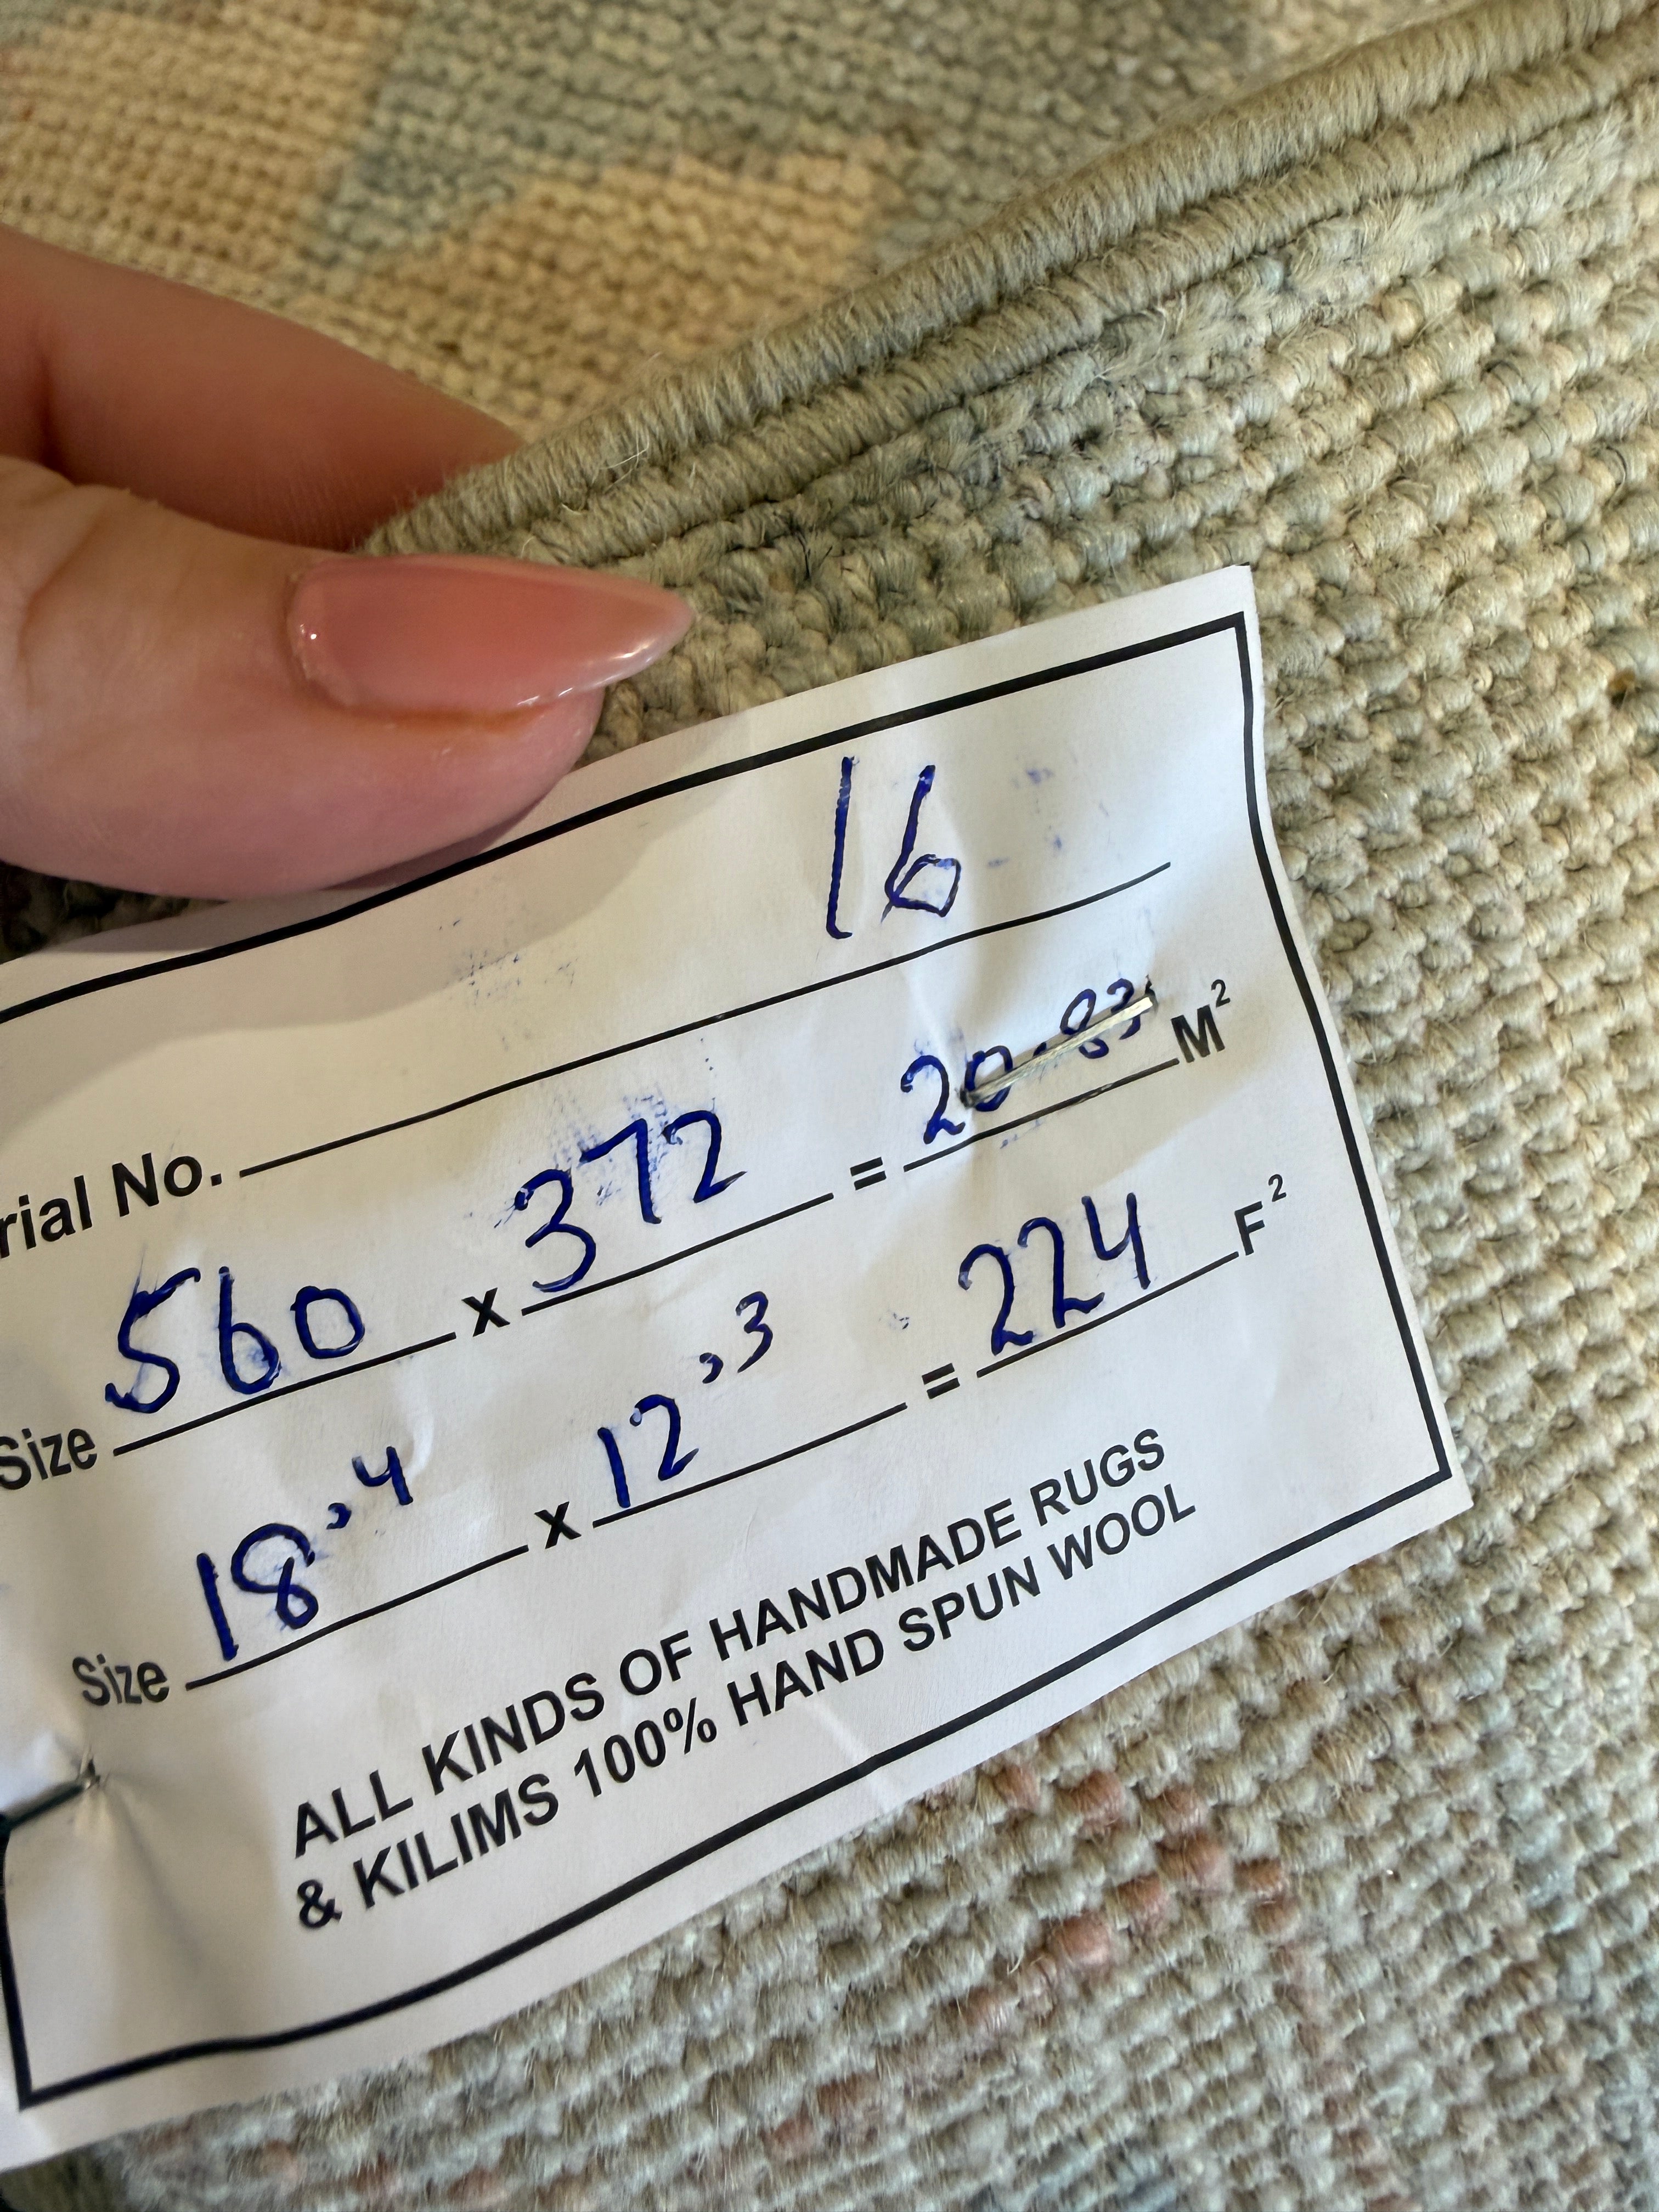 rial No. 16
Size 560 x 372 = 20.83 M²
Size 18,4 x 12,3 = 224 F²
ALL KINDS OF HANDMADE RUGS
& KILIMS 100% HAND SPUN WOOL